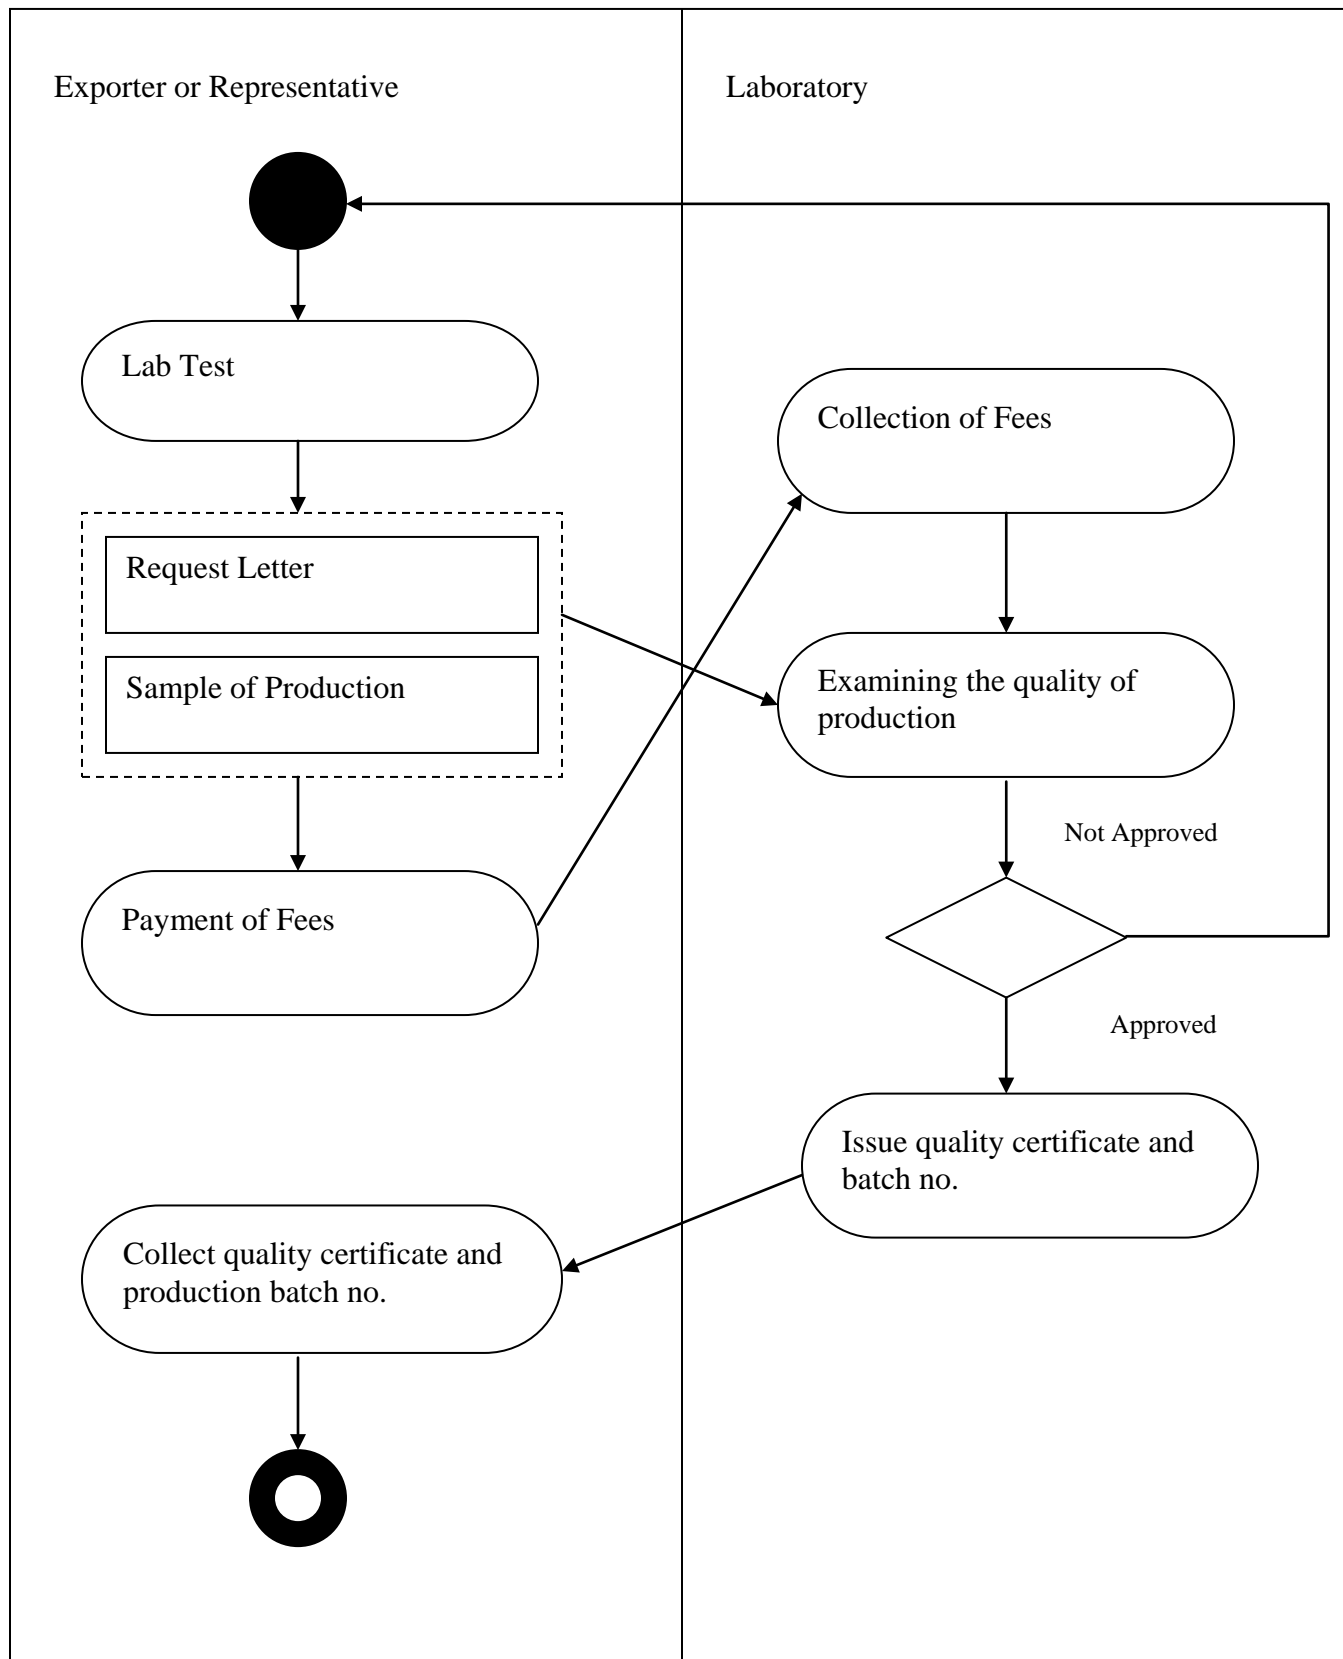 Exporter or Representative
Laboratory
Lab Test
Collection of Fees
Request Letter
Sample of Production
Examining the quality of
production
Not Approved
Payment of Fees
Approved
Issue quality certificate and
batch no.
Collect quality certificate and
production batch no.